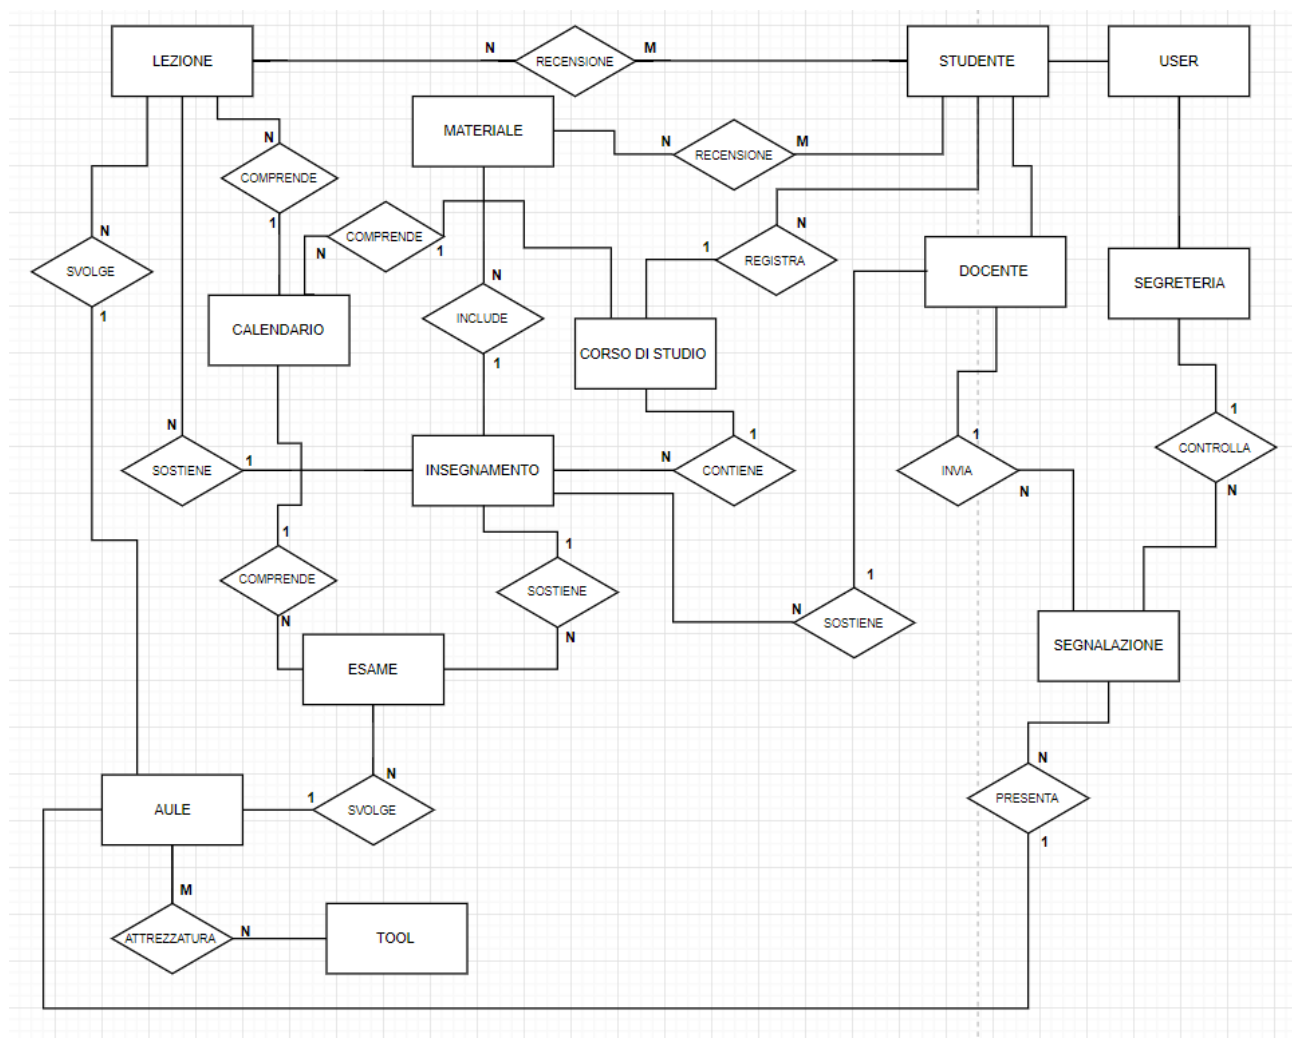 LEZIONE
N
RECENSIONE
M
STUDENTE
USER
MATERIALE
N
COMPRENDE
N
RECENSIONE
M
1
COMPRENDE
N
1
N
SVOLGE
1
1
N
REGISTRA
DOCENTE
SEGRETERIA
CALENDARIO
N
INCLUDE
1
CORSO DI STUDIO
N
SOSTIENE
1
INSEGNAMENTO
N
1
CONTIENE
1
INVIA
N
1
CONTROLLA
N
1
COMPRENDE
N
1
SOSTIENE
N
1
N
SOSTIENE
SEGNALAZIONE
ESAME
AULE
1
N
SVOLGE
N
PRESENTA
1
M
ATTREZZATURA
N
TOOL